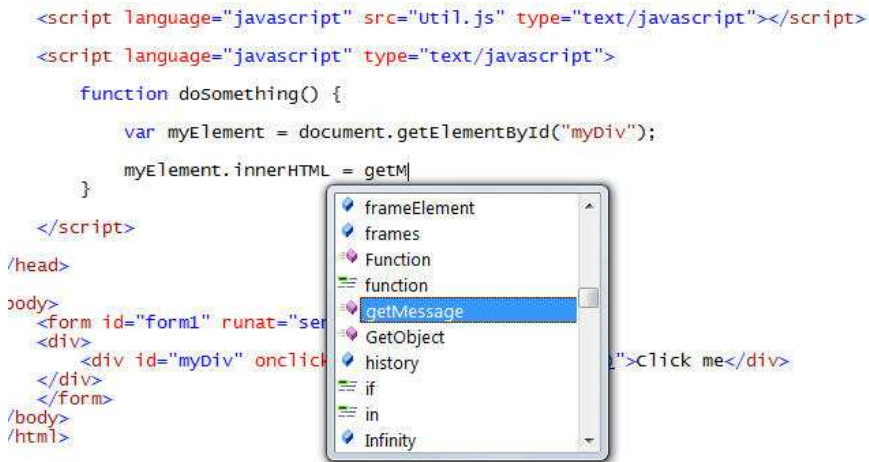 <script language="javascript" src="Util.js" type="text/javascript"></script>
<script language="javascript" type="text/javascript">
function doSomething() {
var myElement = document.getElementById("myDiv");
myElement.innerHTML = getM
}
</script>
/head>
body>
<form id="form1" runat="ser
<div>
<div id="myDiv" onclick ">Click me</div>
</div>
</form>
/body>
/html>
frameElement
frames
Function
function
getMessage
GetObject
history
if
in
Infinity